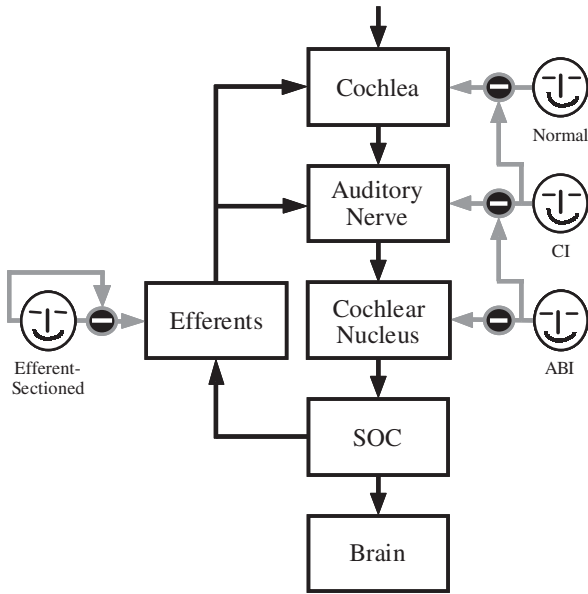 Cochlea
Normal
Auditory
Nerve
CI
Efferents
Cochlear
Nucleus
Efferent-
Sectioned
ABI
SOC
Brain